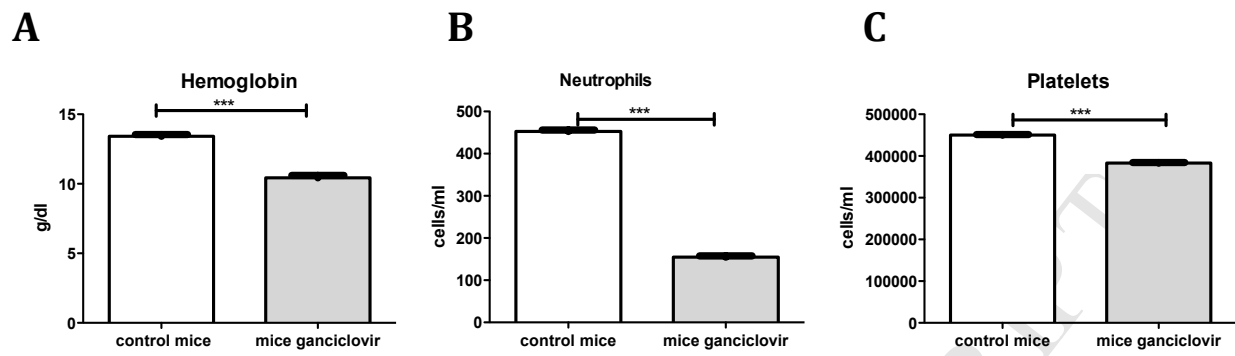 A
Hemoglobin
***
15
10
5
0
g/dl
control mice
mice ganciclovir
B
Neutrophils
***
500
400
300
200
100
0
cells/ml
control mice
mice ganciclovir
C
Platelets
***
500000
400000
300000
200000
100000
0
cells/ml
control mice
mice ganciclovir